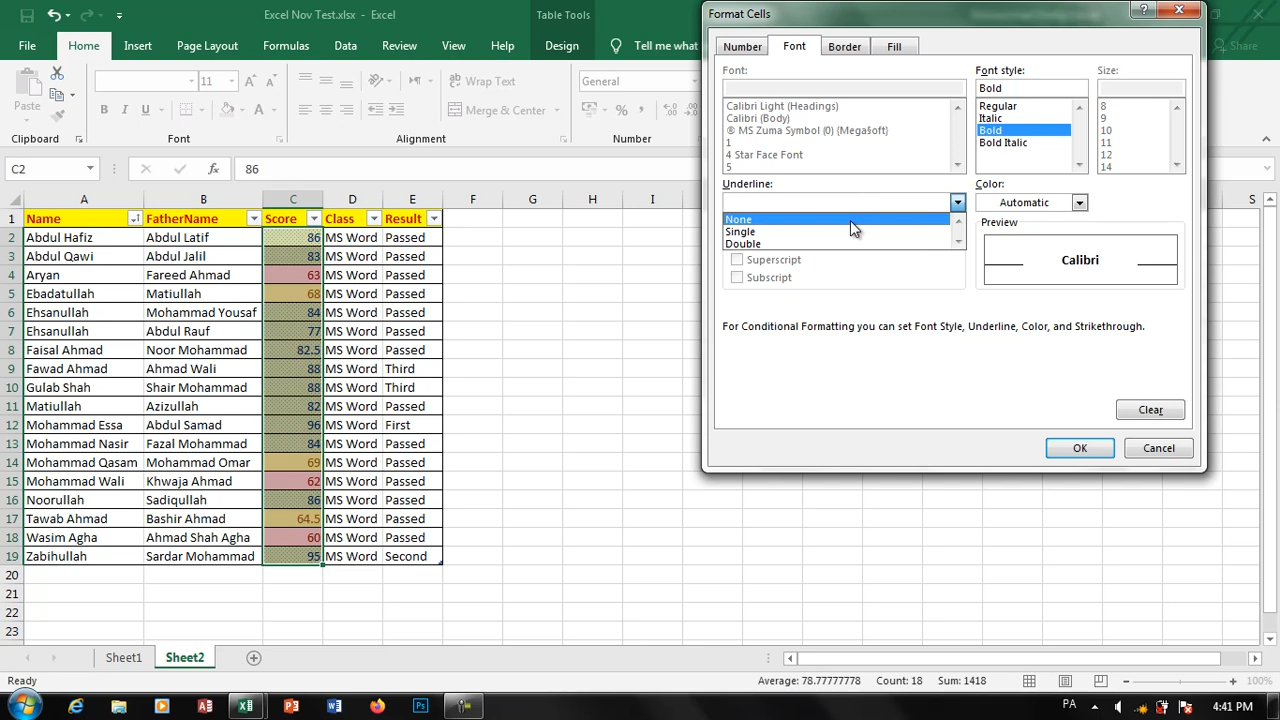 Excel Nov Test.xlsx - Excel
Table Tools
Format Cells
File
Home
Insert
Page Layout
Formulas
Data
Review
View
Help
Design
Tell me what
Share
Paste
11
Wrap Text
General
Merge & Center
Clipboard
Font
Alignment
Number
C2
86
Number
Font
Border
Fill
Font:
Font style:
Size:
Bold
Calibri Light (Headings)
Calibri (Body)
® MS Zuma Symbol (0) {Mega§oft}
1
4 Star Face Font
5
Regular
Italic
Bold
Bold Italic
8
9
10
11
12
14
Underline:
Color:
Automatic
None
Single
Double
Preview
Calibri
Superscript
Subscript
For Conditional Formatting you can set Font Style, Underline, Color, and Strikethrough.
Clear
OK
Cancel
A B C D E F G H I J S
1 Name FatherName Score Class Result
2 Abdul Hafiz Abdul Latif 86 MS Word Passed
3 Abdul Qawi Abdul Jalil 83 MS Word Passed
4 Aryan Fareed Ahmad 63 MS Word Passed
5 Ebadatullah Matiullah 68 MS Word Passed
6 Ehsanullah Mohammad Yousaf 84 MS Word Passed
7 Ehsanullah Abdul Rauf 77 MS Word Passed
8 Faisal Ahmad Noor Mohammad 82.5 MS Word Passed
9 Fawad Ahmad Ahmad Wali 88 MS Word Third
10 Gulab Shah Shair Mohammad 88 MS Word Third
11 Matiullah Azizullah 82 MS Word Passed
12 Mohammad Essa Abdul Samad 96 MS Word First
13 Mohammad Nasir Fazal Mohammad 84 MS Word Passed
14 Mohammad Qasam Mohammad Omar 69 MS Word Passed
15 Mohammad Wali Khwaja Ahmad 62 MS Word Passed
16 Noorullah Sadiqullah 86 MS Word Passed
17 Tawab Ahmad Bashir Ahmad 64.5 MS Word Passed
18 Wasim Agha Ahmad Shah Agha 60 MS Word Passed
19 Zabihullah Sardar Mohammad 95 MS Word Second
20
21
22
23
Sheet1
Sheet2
Ready
Average: 78.77777778
Count: 18
Sum: 1418
100%
PA
4:41 PM